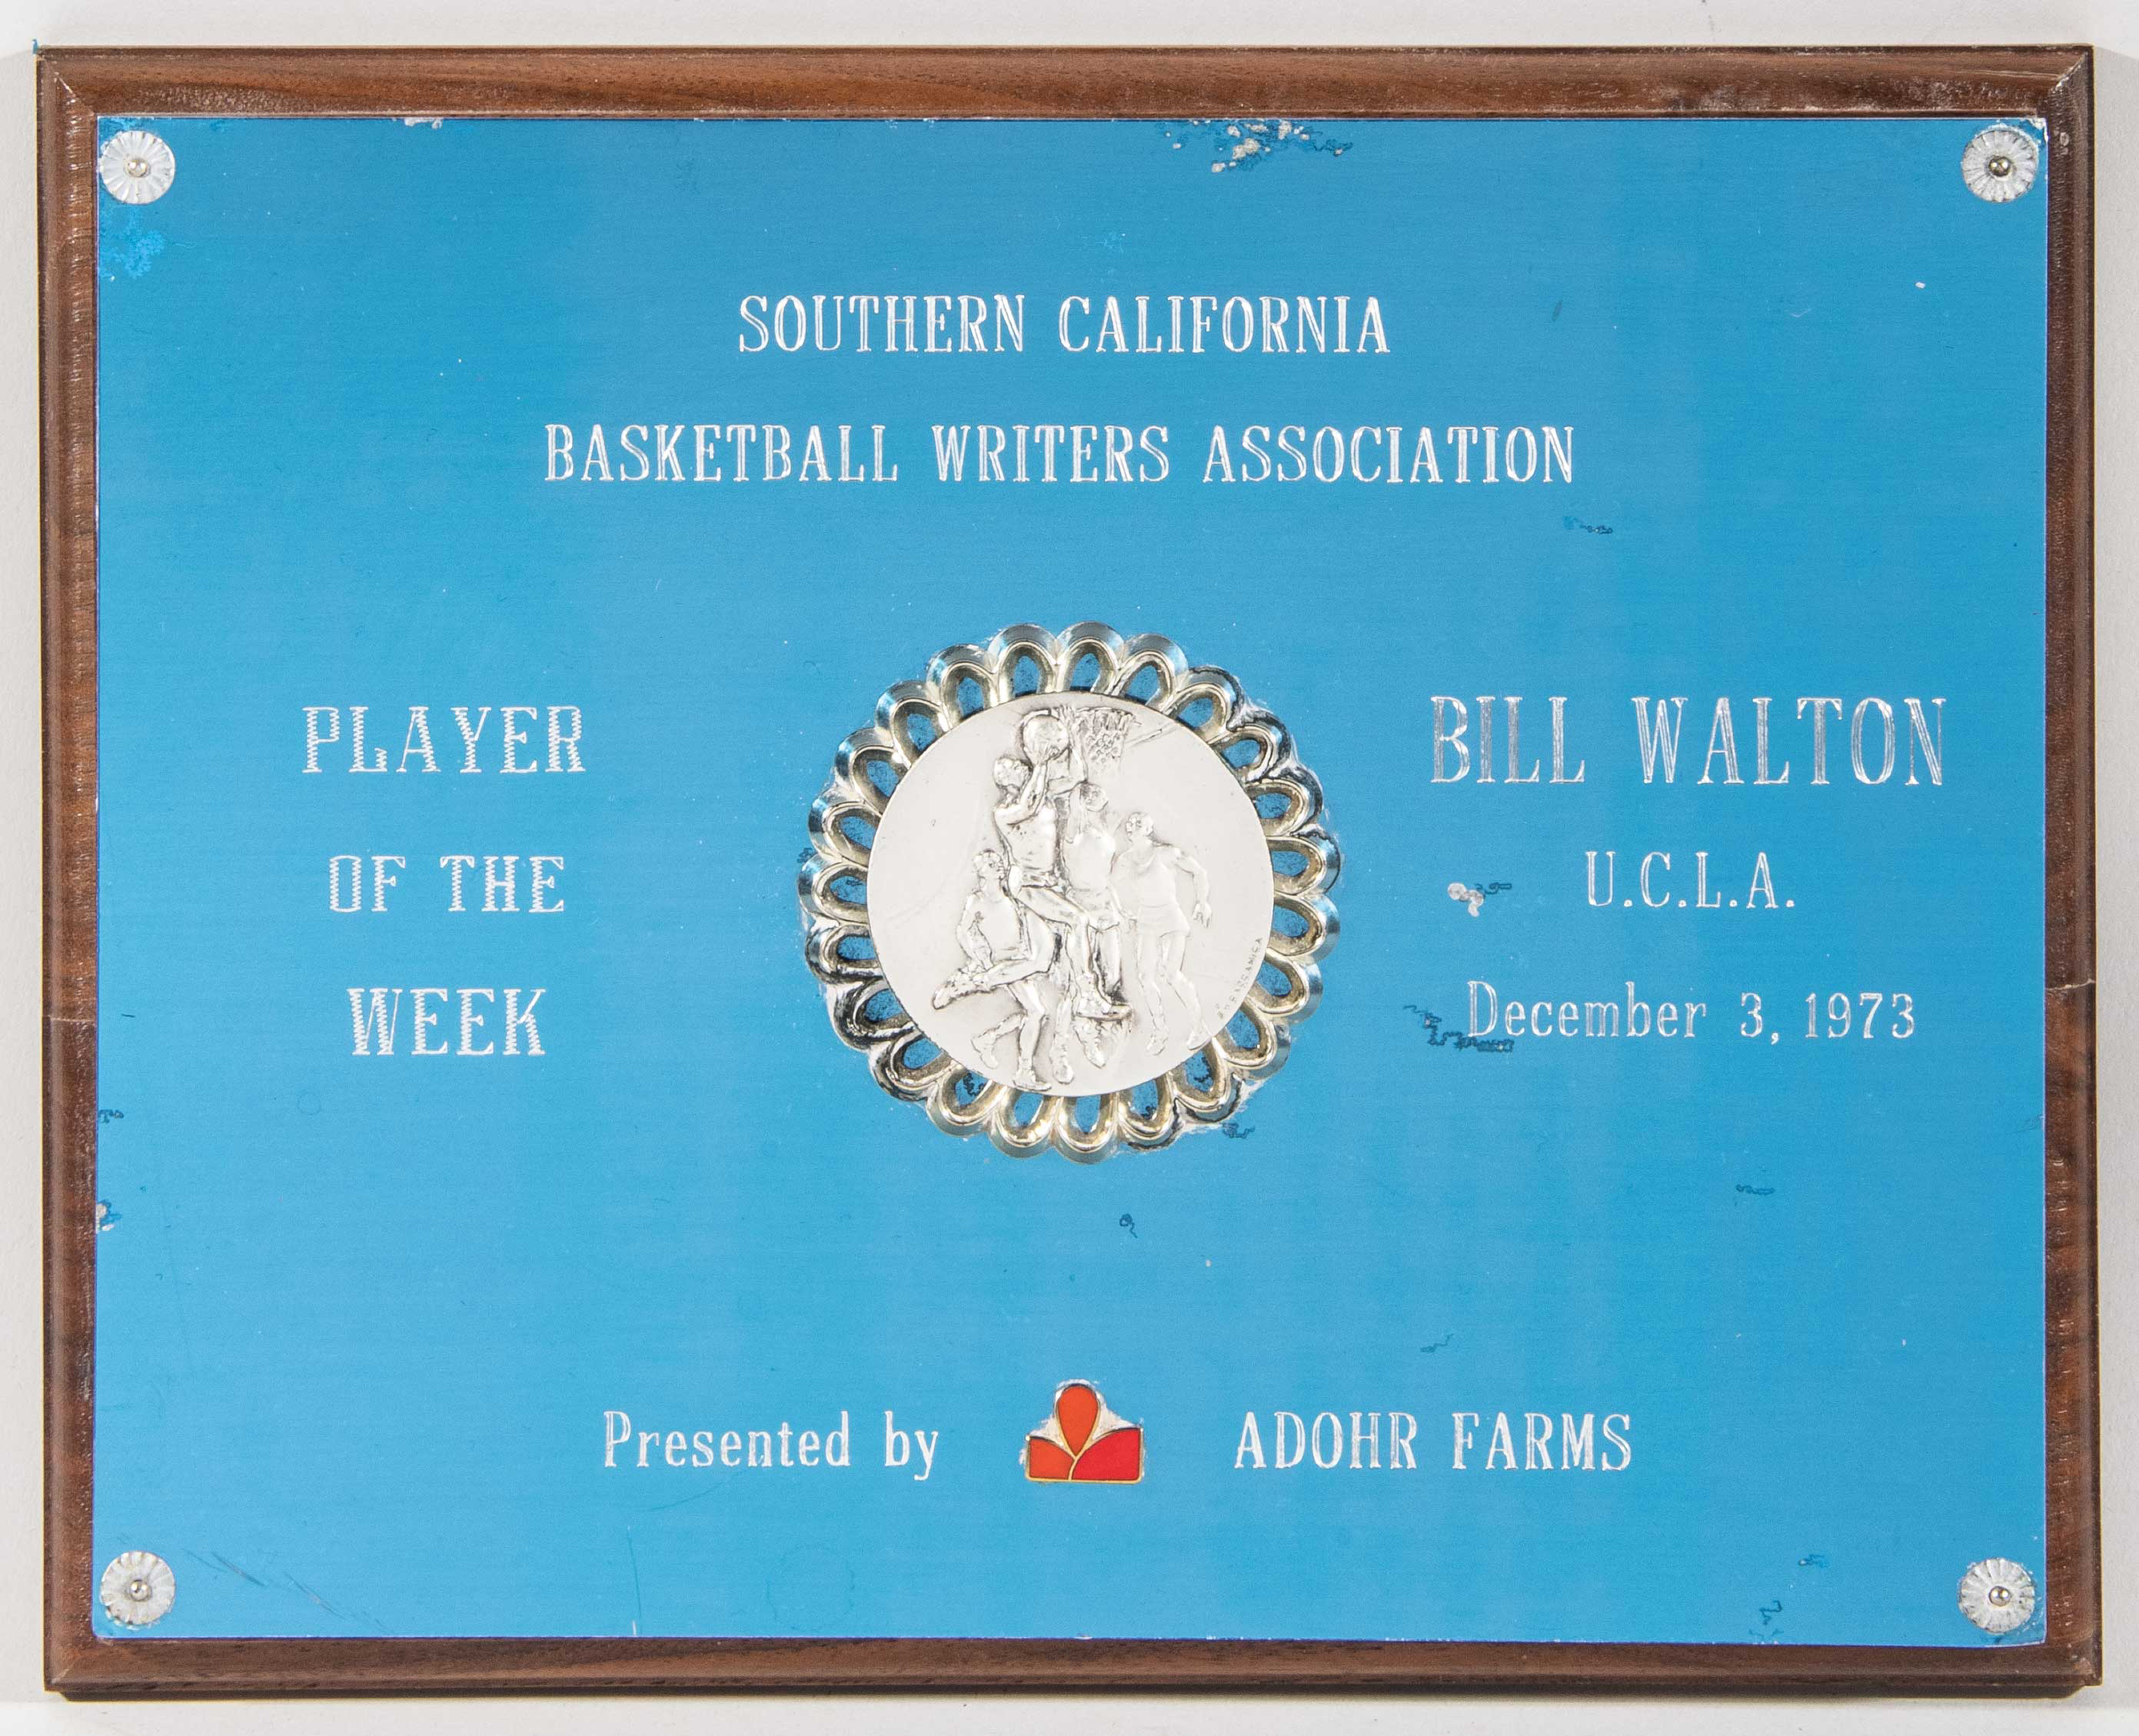 SOUTHERN CALIFORNIA
BASKETBALL WRITERS ASSOCIATION
PLAYER
OF THE
WEEK
BILL WALTON
U.C.L.A.
December 3, 1973
Presented by ADOHR FARMS